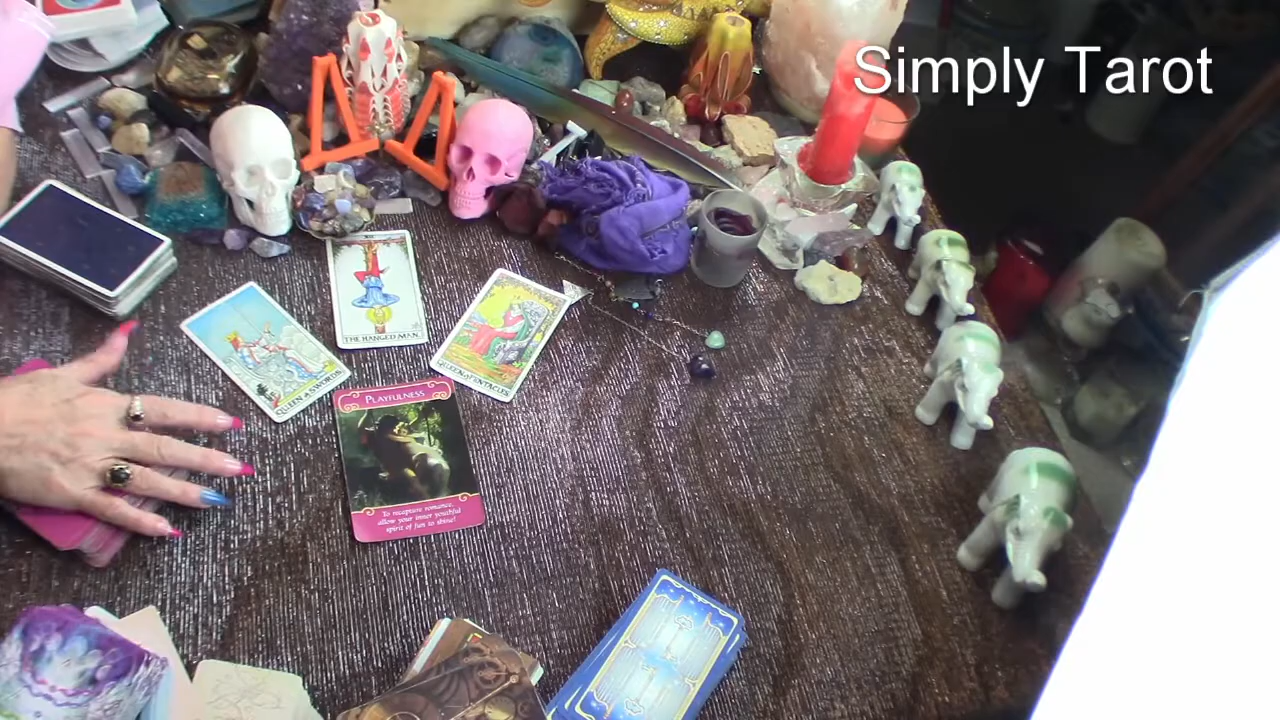 Simply Tarot
THE HANGED MAN.
QUEEN of SWORDS.
QUEEN of PENTACLES.
PLAYFULNESS
To recapture romance,
allow your inner youthful
spirit of fun to shine!